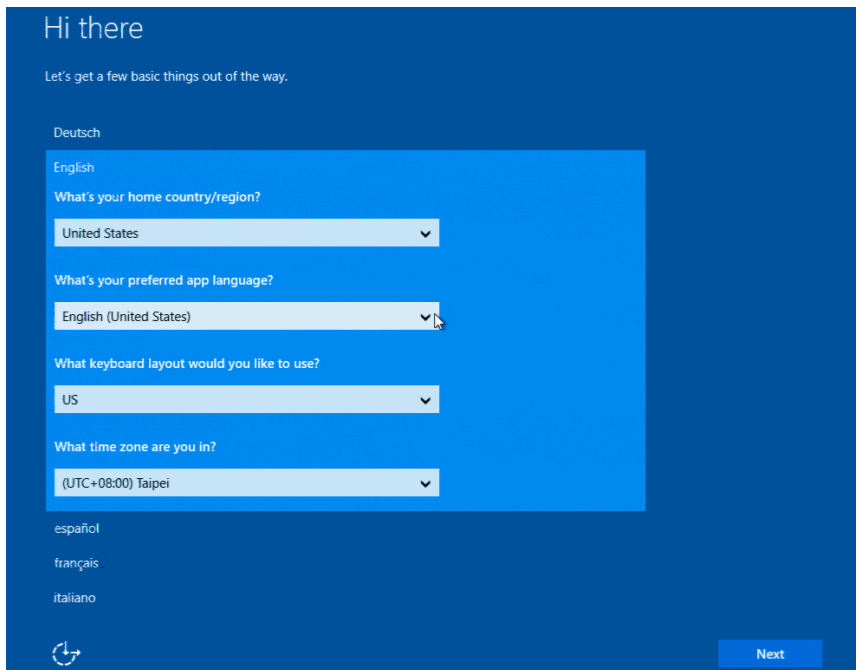 Hi there
Let's get a few basic things out of the way.
Deutsch
English
What's your home country/region?
United States
What's your preferred app language?
English (United States)
What keyboard layout would you like to use?
US
What time zone are you in?
(UTC+08:00) Taipei
español
français
italiano
Next